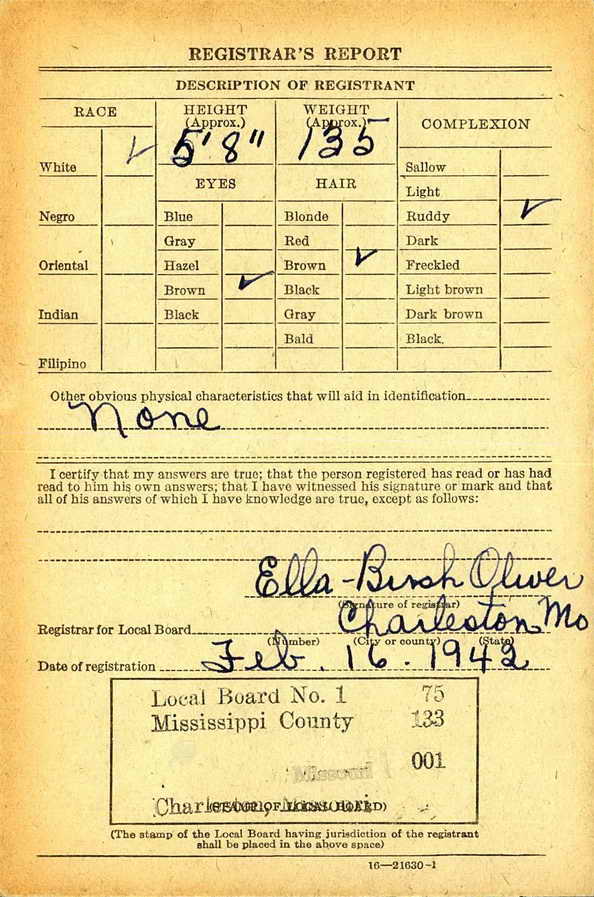 REGISTRAR'S REPORT
DESCRIPTION OF REGISTRANT
RACE
HEIGHT (Approx.)
WEIGHT (Approx.)
COMPLEXION
5'8"
135
White ✓
Sallow
EYES
HAIR
Light
Negro
Blue
Blonde
Ruddy ✓
Gray
Red
Dark
Oriental
Hazel
Brown ✓
Freckled
Brown ✓
Black
Light brown
Indian
Black
Gray
Dark brown
Bald
Black.
Filipino
Other obvious physical characteristics that will aid in identification
None
I certify that my answers are true; that the person registered has read or has had
read to him his own answers; that I have witnessed his signature or mark and that
all of his answers of which I have knowledge are true, except as follows:
Ella-Birsh Oliver
(Signature of registrar)
Registrar for Local Board Charleston, Mo
(Number) (City or county) (State)
Date of registration Feb. 16. 1942
Local Board No. 1 75
Mississippi County 133
001
Charleston, Missouri
(STAMP OF LOCAL BOARD)
(The stamp of the Local Board having jurisdiction of the registrant
shall be placed in the above space)
16—21630-1